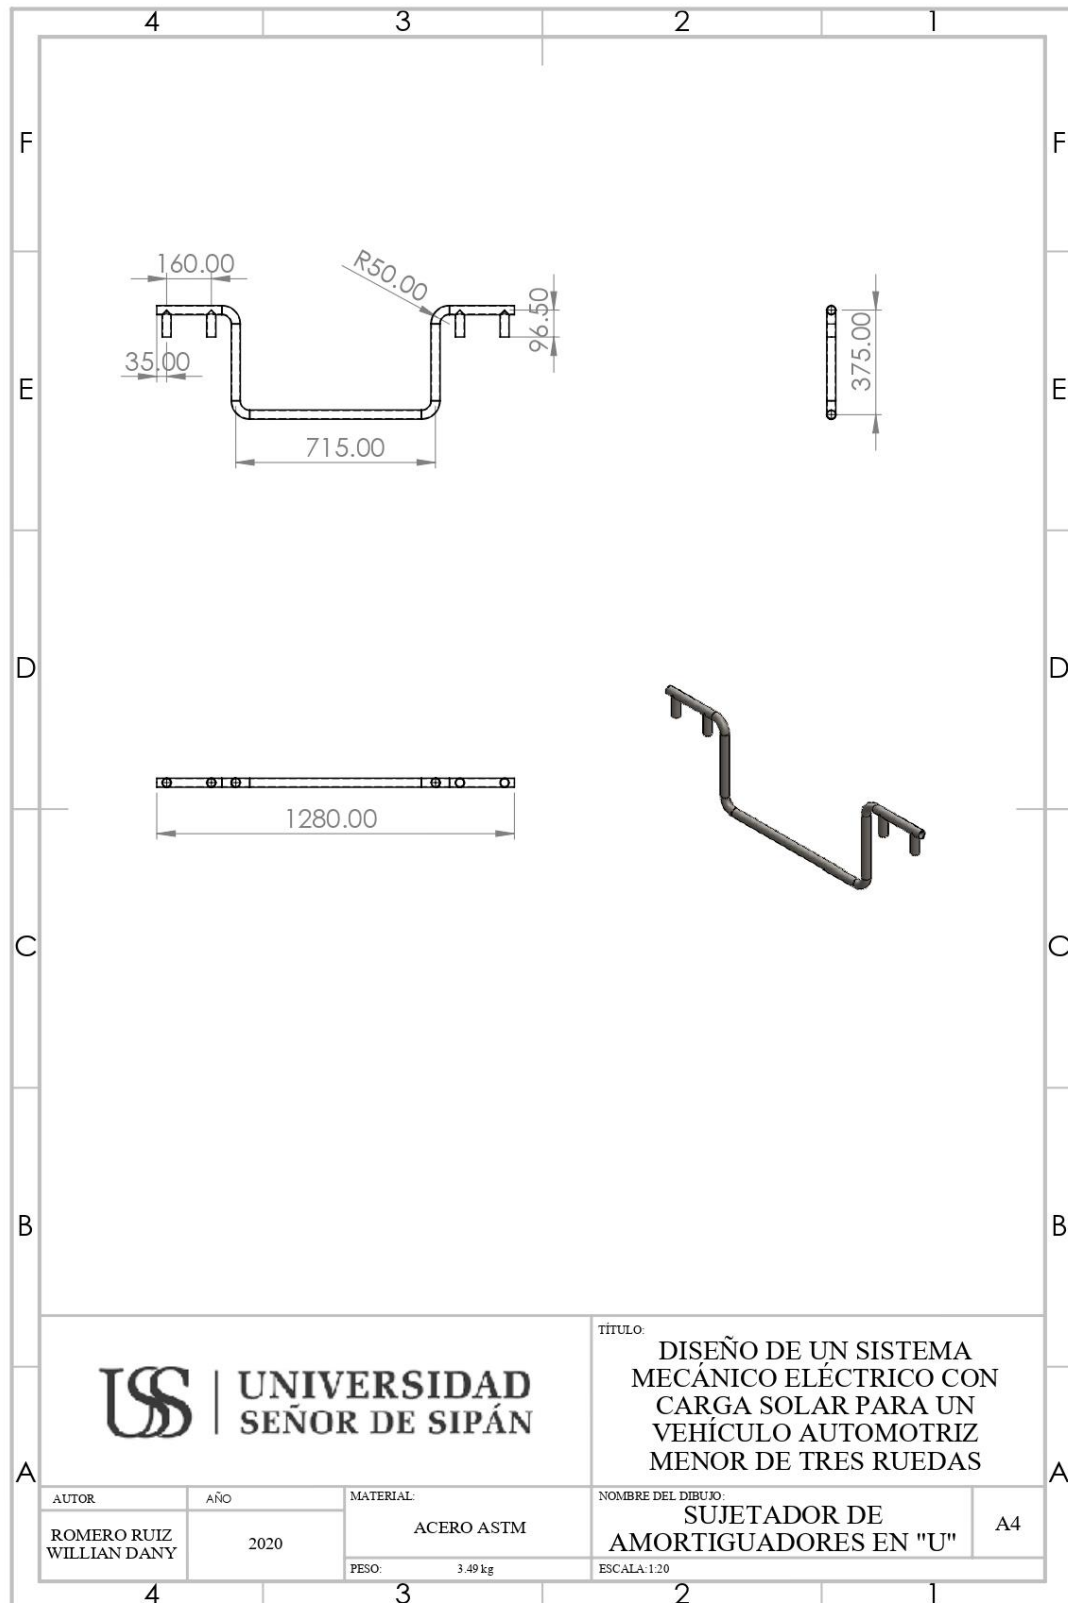 4 3 2 1
F F
160.00
R50.00
96.50
35.00
375.00
E E
715.00
D D
1280.00
C C
B B
USS UNIVERSIDAD
SEÑOR DE SIPÁN
TÍTULO:
DISEÑO DE UN SISTEMA
MECÁNICO ELÉCTRICO CON
CARGA SOLAR PARA UN
VEHÍCULO AUTOMOTRIZ
MENOR DE TRES RUEDAS
A A
AUTOR
ROMERO RUIZ
WILLIAN DANY
AÑO
2020
MATERIAL:
ACERO ASTM
PESO: 3.49 kg
NOMBRE DEL DIBUJO:
SUJETADOR DE
AMORTIGUADORES EN "U"
A4
ESCALA:1:20
4 3 2 1